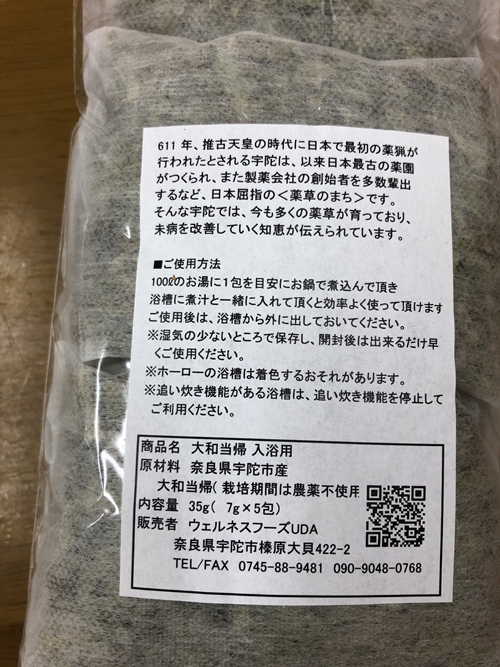 611年、推古天皇の時代に日本で最初の薬猟が
行われたとされる宇陀は、以来日本最古の薬園
がつくられ、また製薬会社の創始者を多数輩出
するなど、日本屈指の＜薬草のまち＞です。
そんな宇陀では、今も多くの薬草が育っており、
未病を改善していく知恵が伝えられています。
■ご使用方法
100ℓのお湯に1包を目安にお鍋で煮込んで頂き
浴槽に煮汁と一緒に入れて頂くと効率よく使って頂けます
ご使用後は、浴槽から外に出しておいてください。
※湿気の少ないところで保存し、開封後は出来るだけ早
くご使用ください。
※ホーローの浴槽は着色するおそれがあります。
※追い炊き機能がある浴槽は、追い炊き機能を停止して
ご利用ください。
商品名 大和当帰 入浴用
原材料 奈良県宇陀市産
大和当帰(栽培期間は農薬不使用
内容量 35g( 7g×5包)
販売者 ウェルネスフーズUDA
奈良県宇陀市榛原大貝422-2
TEL/FAX 0745-88-9481 090-9048-0768